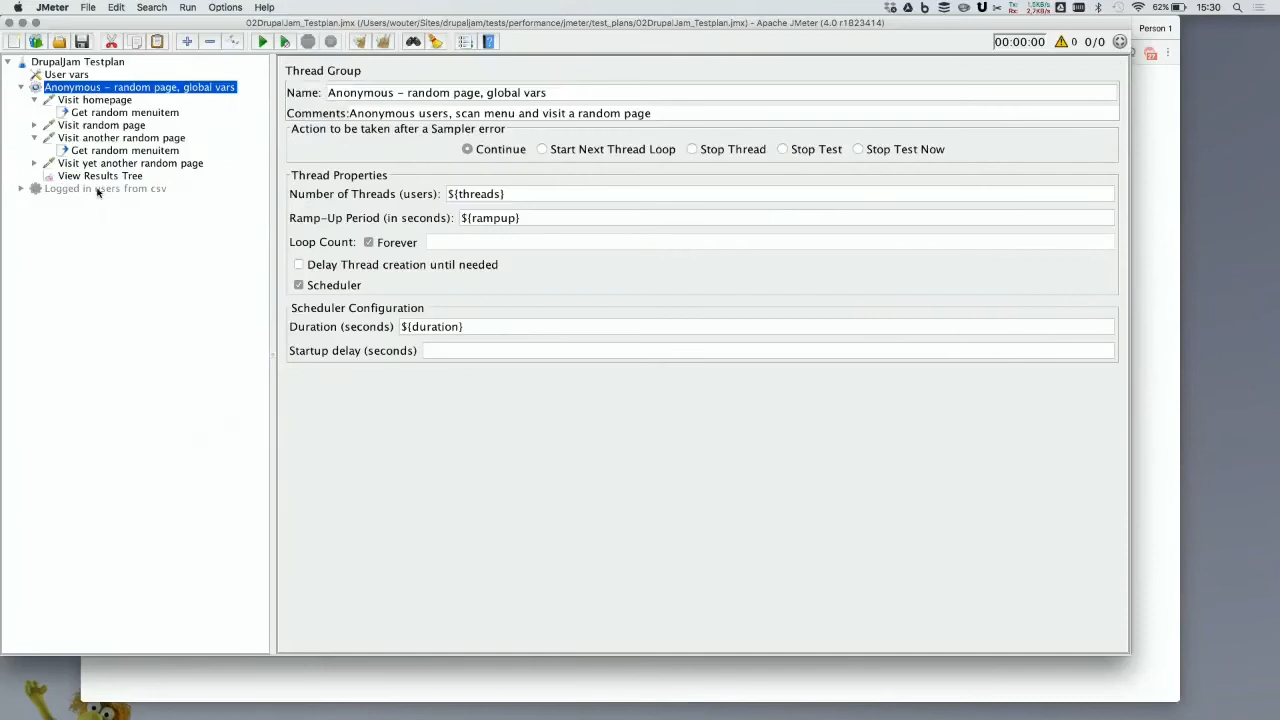 JMeter File Edit Search Run Options Help
1,5KB/s
2,7KB/s
62% 15:30
02DrupalJam_Testplan.jmx (/Users/wouter/Sites/drupaljam/tests/performance/jmeter/test_plans/02DrupalJam_Testplan.jmx) - Apache JMeter (4.0 r1823414)
Person 1
00:00:00 0 0/0
27
DrupalJam Testplan
User vars
Anonymous - random page, global vars
Visit homepage
Get random menuitem
Visit random page
Visit another random page
Get random menuitem
Visit yet another random page
View Results Tree
Logged in users from csv
Thread Group
Name: Anonymous - random page, global vars
Comments: Anonymous users, scan menu and visit a random page
Action to be taken after a Sampler error
Continue Start Next Thread Loop Stop Thread Stop Test Stop Test Now
Thread Properties
Number of Threads (users): ${threads}
Ramp-Up Period (in seconds): ${rampup}
Loop Count: Forever
Delay Thread creation until needed
Scheduler
Scheduler Configuration
Duration (seconds) ${duration}
Startup delay (seconds)